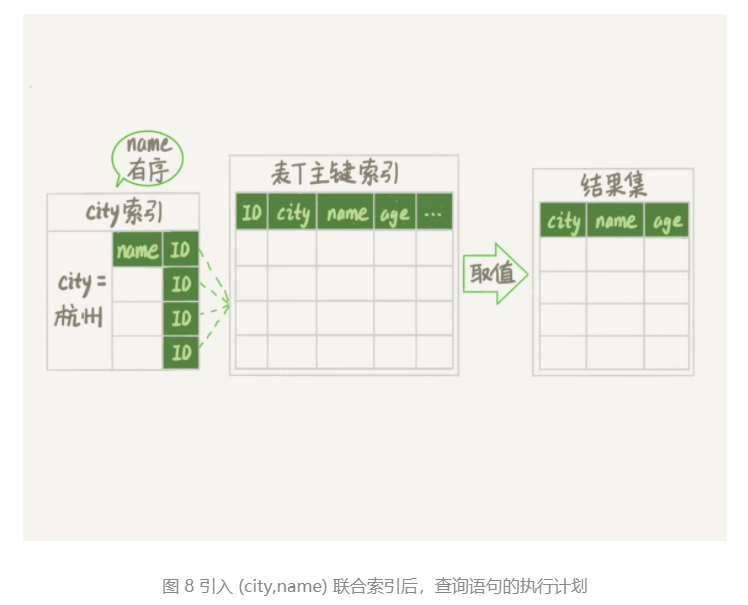 name
有序
city索引
name ID
city=
杭州
ID
ID
ID
表T主键索引
ID city name age ...
取值
结果集
city name age
图 8 引入 (city,name) 联合索引后，查询语句的执行计划